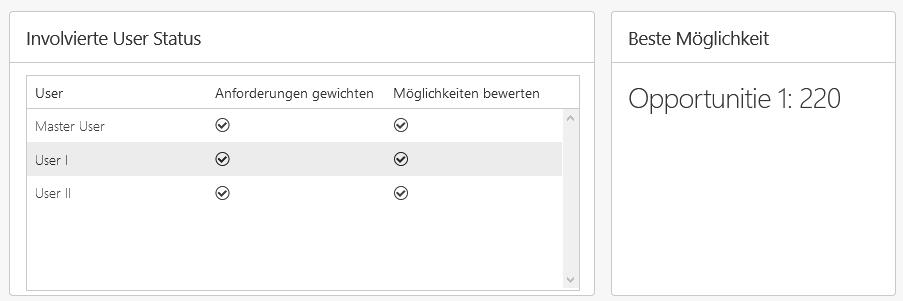 Involvierte User Status
User Anforderungen gewichten Möglichkeiten bewerten
Master User
User I
User II
Beste Möglichkeit
Opportunitie 1: 220